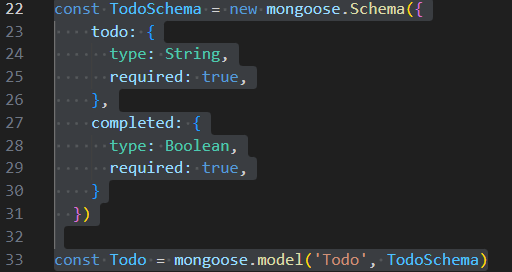 22 const TodoSchema = new mongoose.Schema({
23     todo: {
24       type: String,
25       required: true,
26     },
27     completed: {
28       type: Boolean,
29       required: true,
30     }
31   })
32
33 const Todo = mongoose.model('Todo', TodoSchema)